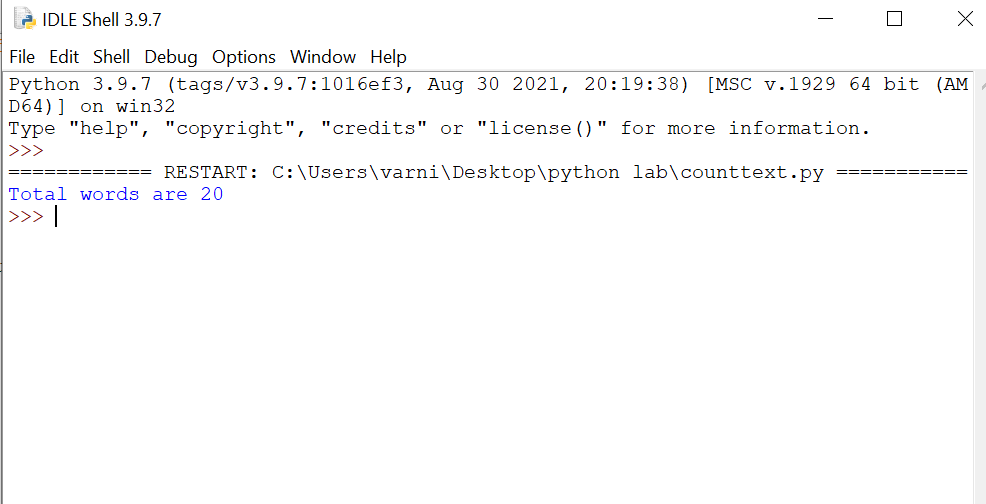 IDLE Shell 3.9.7
File Edit Shell Debug Options Window Help
Python 3.9.7 (tags/v3.9.7:1016ef3, Aug 30 2021, 20:19:38) [MSC v.1929 64 bit (AM
D64)] on win32
Type "help", "copyright", "credits" or "license()" for more information.
>>>
============ RESTART: C:\Users\varni\Desktop\python lab\counttext.py ===========
Total words are 20
>>>